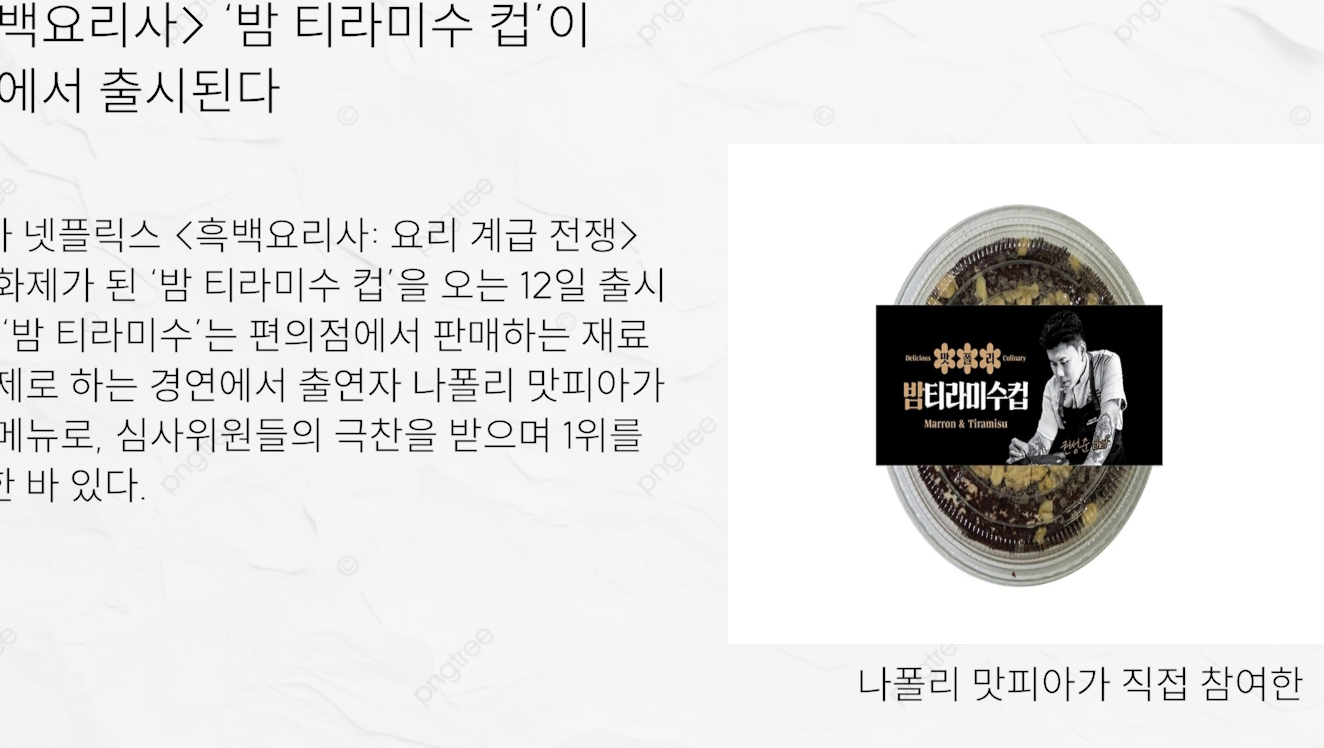 백요리사> ‘밤 티라미수 컵’이
에서 출시된다
넷플릭스 <흑백요리사: 요리 계급 전쟁>
화제가 된 ‘밤 티라미수 컵’을 오는 12일 출시
‘밤 티라미수’는 편의점에서 판매하는 재료
제로 하는 경연에서 출연자 나폴리 맛피아가
메뉴로, 심사위원들의 극찬을 받으며 1위를
한 바 있다.
Delicious 맛폴리 Culinary
밤티라미수컵
Marron & Tiramisu
권성준
나폴리 맛피아가 직접 참여한
pngtree
pngtree
pngtree
pngtree
pngtree
pngtree